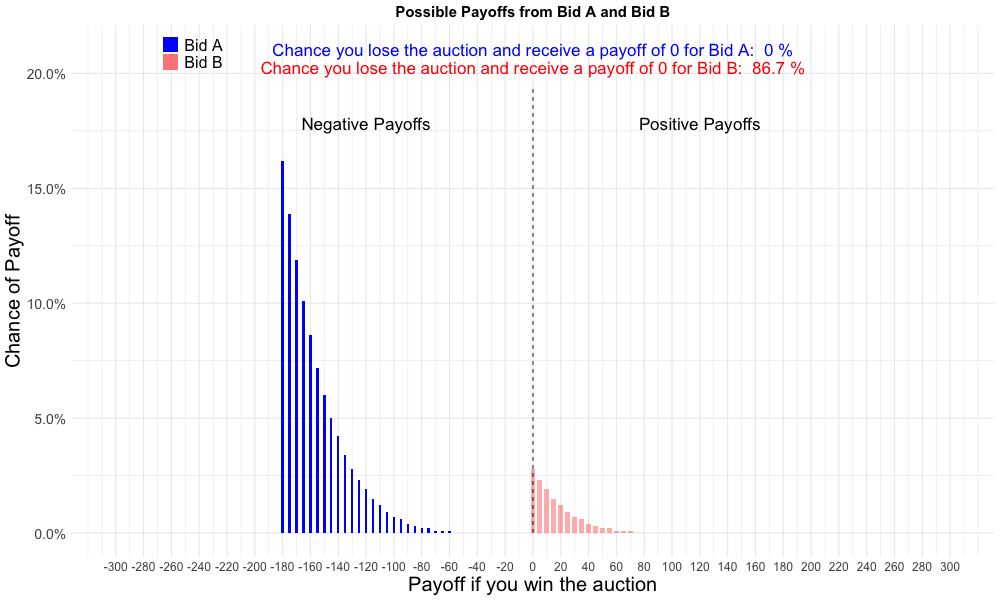 Possible Payoffs from Bid A and Bid B
Bid A
Bid B
Chance you lose the auction and receive a payoff of 0 for Bid A:  0 %
Chance you lose the auction and receive a payoff of 0 for Bid B:  86.7 %
Negative Payoffs
Positive Payoffs
Chance of Payoff
20.0%
15.0%
10.0%
5.0%
0.0%
-300 -280 -260 -240 -220 -200 -180 -160 -140 -120 -100 -80 -60 -40 -20 0 20 40 60 80 100 120 140 160 180 200 220 240 260 280 300
Payoff if you win the auction